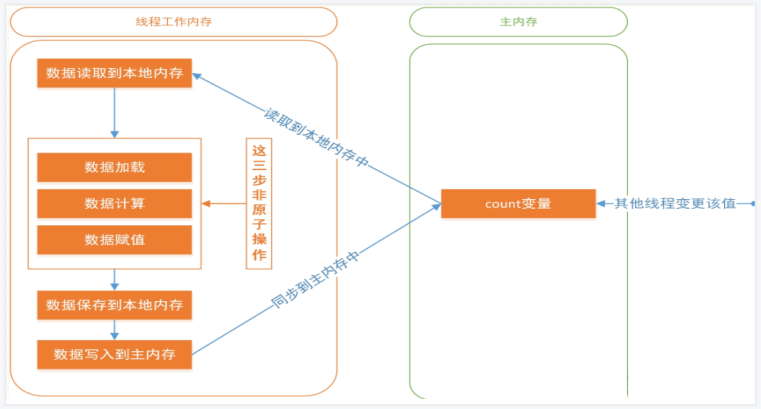 线程工作内存
主内存
数据读取到本地内存
读取到本地内存中
数据加载
数据计算
数据赋值
这三步非原子操作
count变量
其他线程变更该值
数据保存到本地内存
同步到主内存中
数据写入到主内存